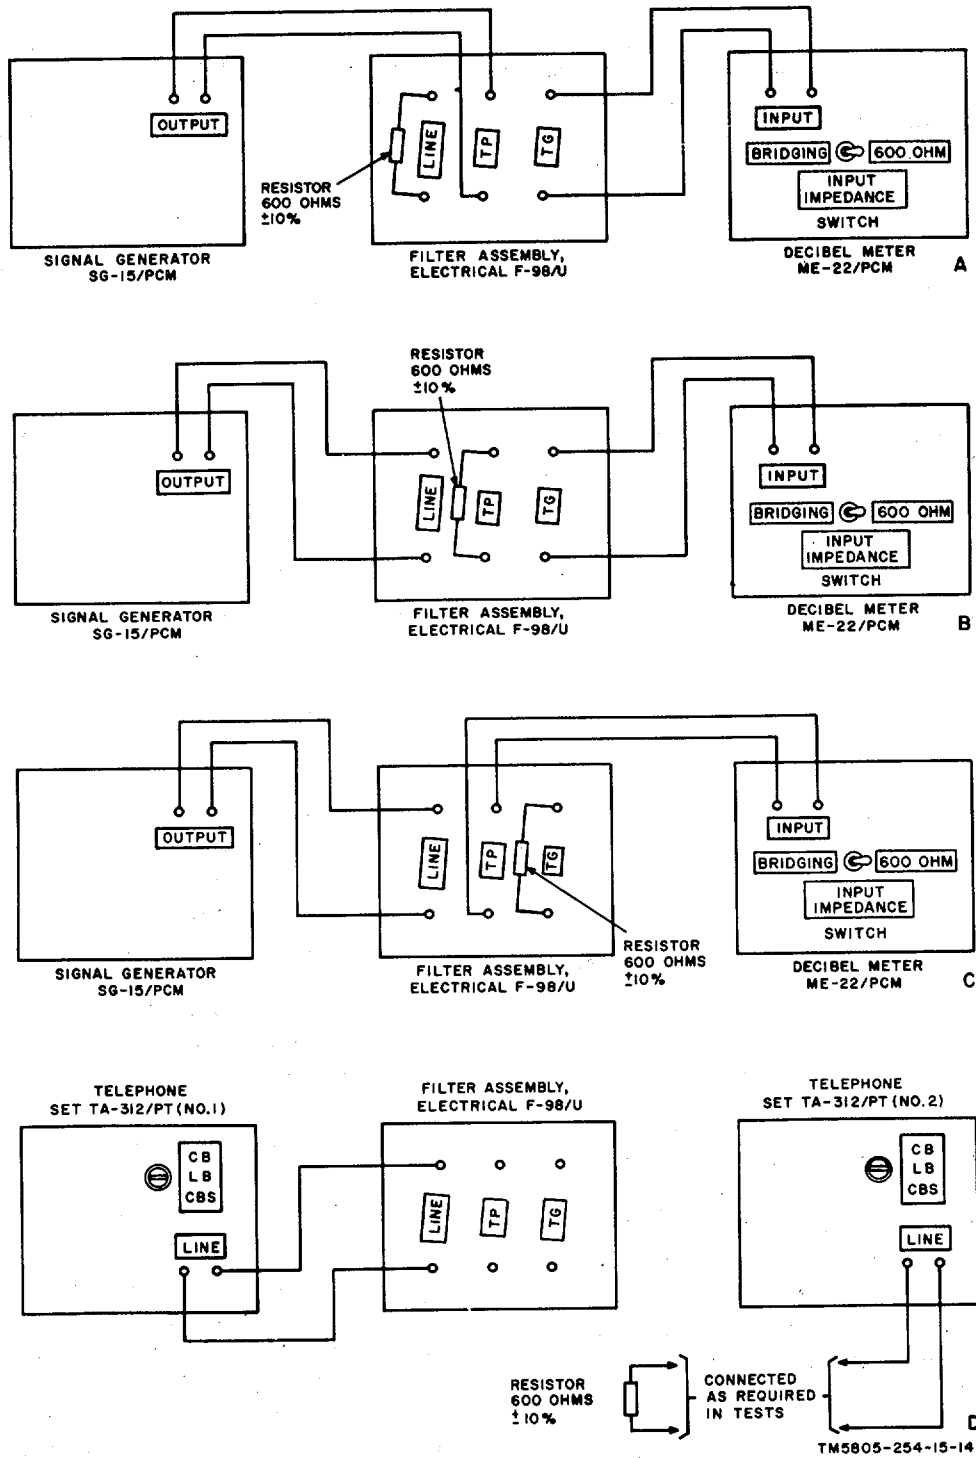 OUTPUT
RESISTOR
600 OHMS
±10%
LINE
TP
TG
INPUT
BRIDGING
600 OHM
INPUT
IMPEDANCE
SWITCH
SIGNAL GENERATOR
SG-15/PCM
FILTER ASSEMBLY,
ELECTRICAL F-98/U
DECIBEL METER
ME-22/PCM
A
RESISTOR
600 OHMS
±10%
OUTPUT
LINE
TP
TG
INPUT
BRIDGING
600 OHM
INPUT
IMPEDANCE
SWITCH
SIGNAL GENERATOR
SG-15/PCM
FILTER ASSEMBLY,
ELECTRICAL F-98/U
DECIBEL METER
ME-22/PCM
B
OUTPUT
LINE
TP
TG
INPUT
BRIDGING
600 OHM
INPUT
IMPEDANCE
SWITCH
RESISTOR
600 OHMS
±10%
SIGNAL GENERATOR
SG-15/PCM
FILTER ASSEMBLY,
ELECTRICAL F-98/U
DECIBEL METER
ME-22/PCM
C
TELEPHONE
SET TA-312/PT (NO.1)
FILTER ASSEMBLY,
ELECTRICAL F-98/U
TELEPHONE
SET TA-312/PT (NO.2)
CB
LB
CBS
LINE
LINE
TP
TG
CB
LB
CBS
LINE
RESISTOR
600 OHMS
±10%
CONNECTED
AS REQUIRED
IN TESTS
D
TM5805-254-15-14